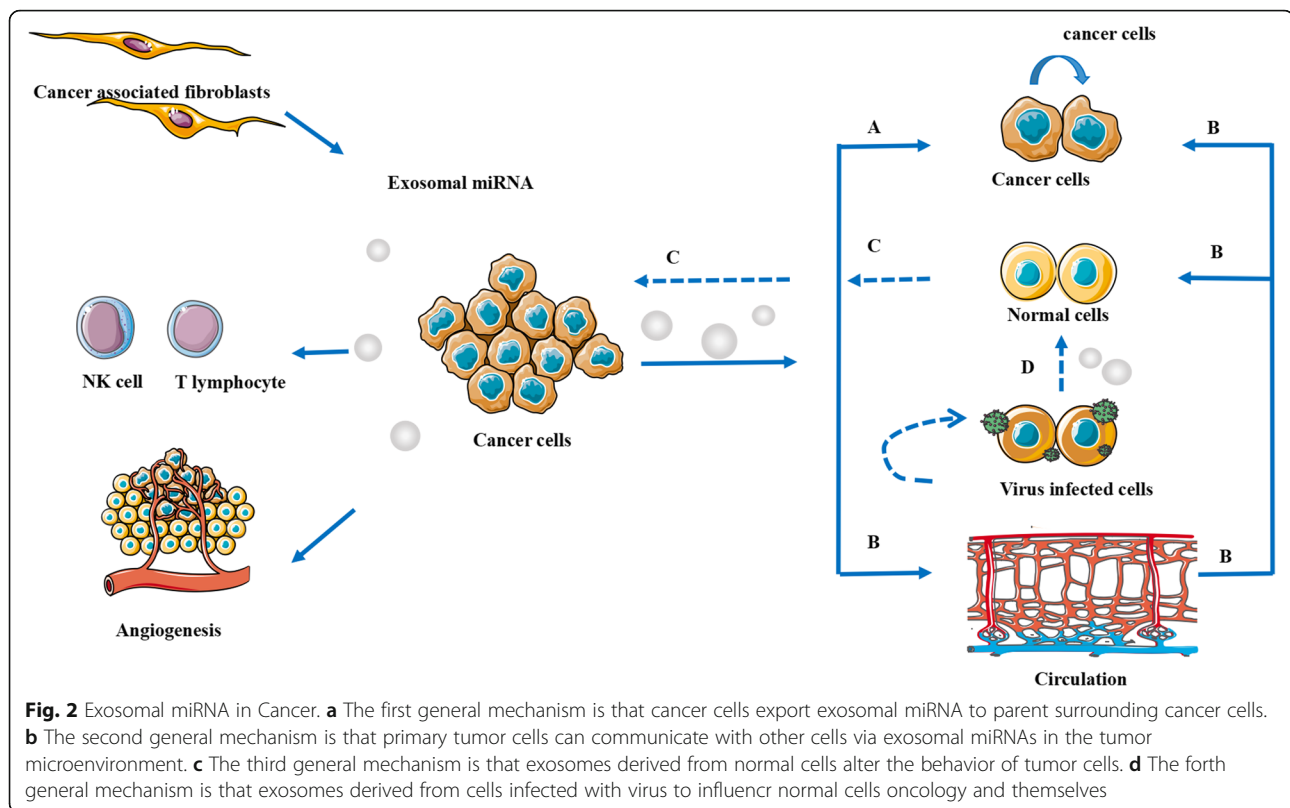 cancer cells
Cancer associated fibroblasts
A
B
Exosomal miRNA
Cancer cells
C
C
B
Normal cells
NK cell
T lymphocyte
D
Cancer cells
Virus infected cells
B
B
Angiogenesis
Circulation
Fig. 2 Exosomal miRNA in Cancer. a The first general mechanism is that cancer cells export exosomal miRNA to parent surrounding cancer cells.
b The second general mechanism is that primary tumor cells can communicate with other cells via exosomal miRNAs in the tumor
microenvironment. c The third general mechanism is that exosomes derived from normal cells alter the behavior of tumor cells. d The forth
general mechanism is that exosomes derived from cells infected with virus to influencr normal cells oncology and themselves